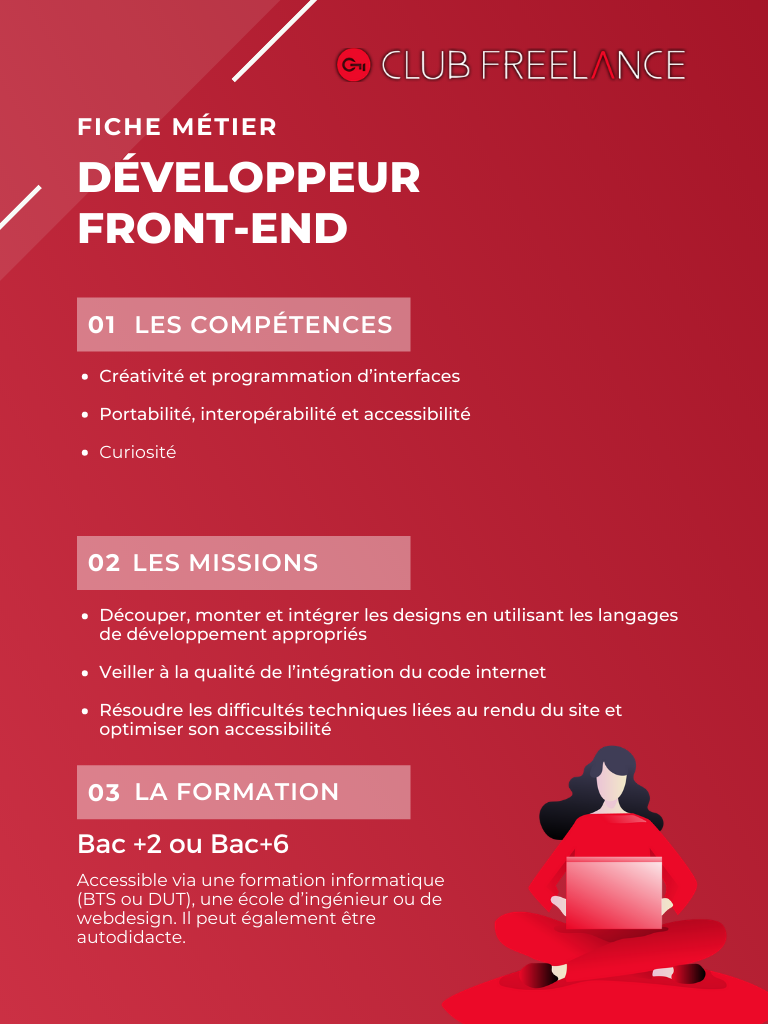 CLUB FREELANCE
FICHE MÉTIER
DÉVELOPPEUR
FRONT-END
01 LES COMPÉTENCES
• Créativité et programmation d’interfaces
• Portabilité, interopérabilité et accessibilité
• Curiosité
02 LES MISSIONS
• Découper, monter et intégrer les designs en utilisant les langages
de développement appropriés
• Veiller à la qualité de l’intégration du code internet
• Résoudre les difficultés techniques liées au rendu du site et
optimiser son accessibilité
03 LA FORMATION
Bac +2 ou Bac+6
Accessible via une formation informatique
(BTS ou DUT), une école d’ingénieur ou de
webdesign. Il peut également être
autodidacte.